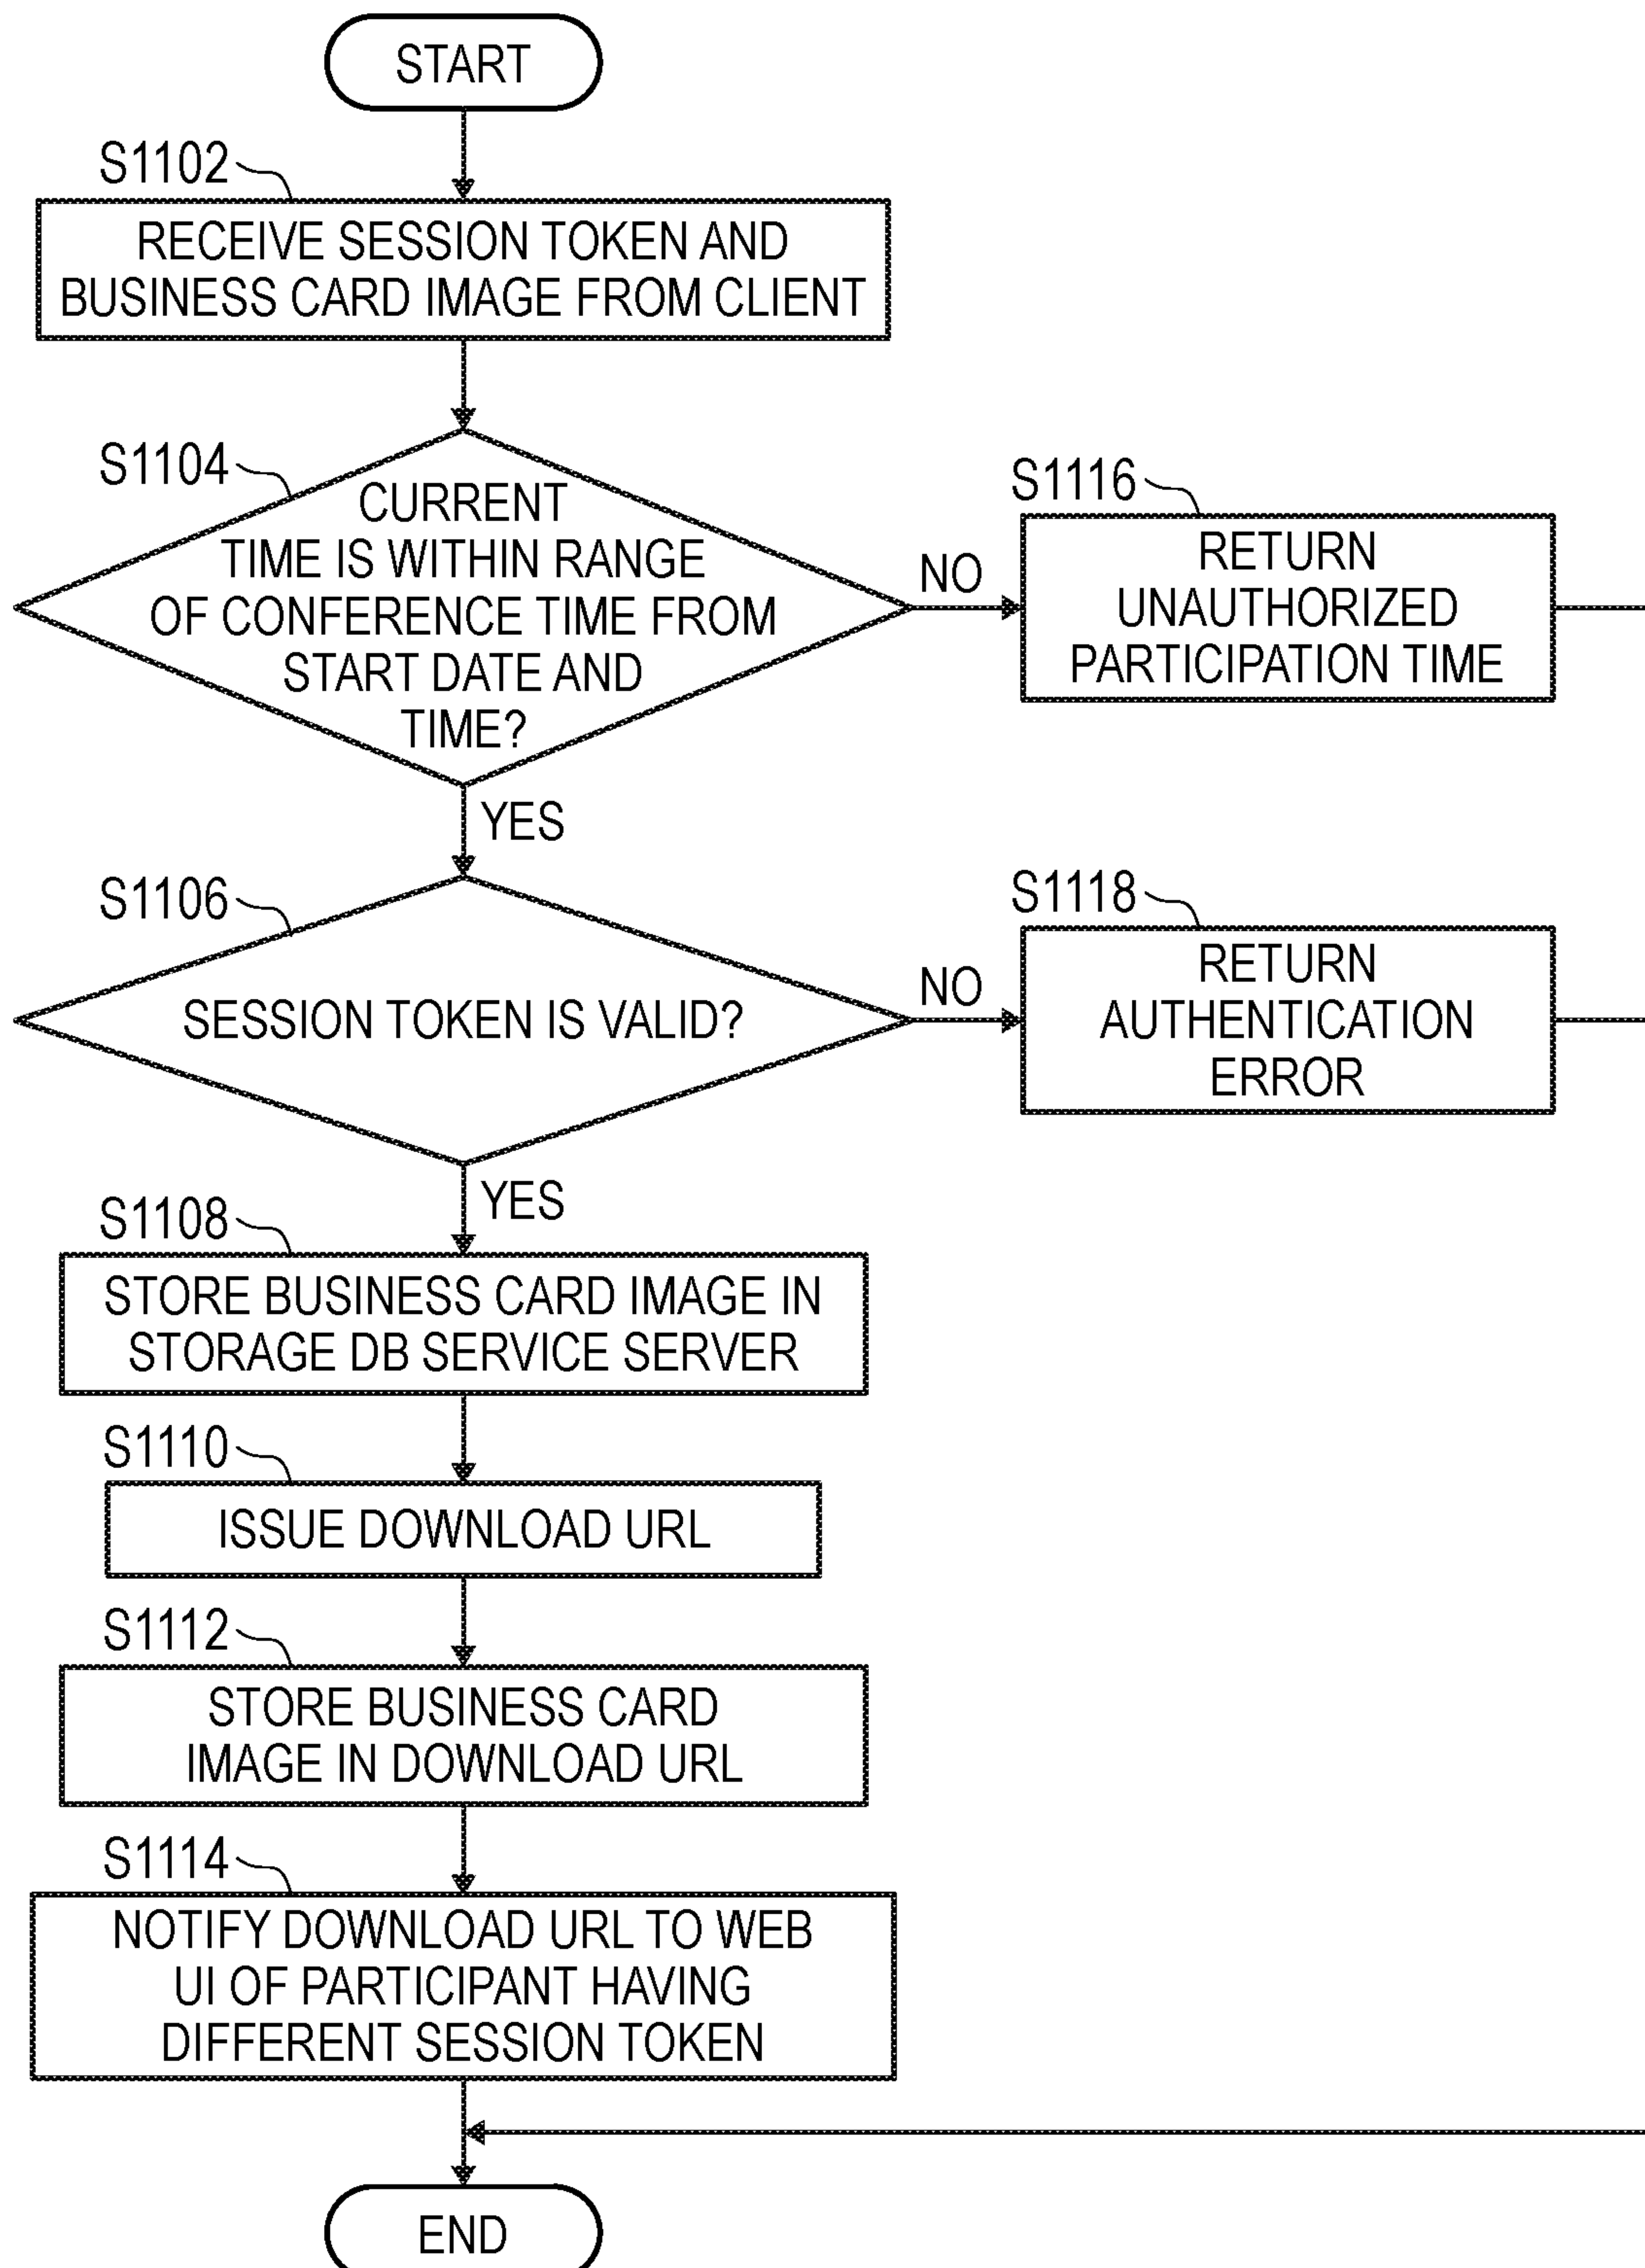 START
S1102
RECEIVE SESSION TOKEN AND
BUSINESS CARD IMAGE FROM CLIENT
S1104
CURRENT
TIME IS WITHIN RANGE
OF CONFERENCE TIME FROM
START DATE AND
TIME?
NO
S1116
RETURN
UNAUTHORIZED
PARTICIPATION TIME
YES
S1106
SESSION TOKEN IS VALID?
NO
S1118
RETURN
AUTHENTICATION
ERROR
YES
S1108
STORE BUSINESS CARD IMAGE IN
STORAGE DB SERVICE SERVER
S1110
ISSUE DOWNLOAD URL
S1112
STORE BUSINESS CARD
IMAGE IN DOWNLOAD URL
S1114
NOTIFY DOWNLOAD URL TO WEB
UI OF PARTICIPANT HAVING
DIFFERENT SESSION TOKEN
END